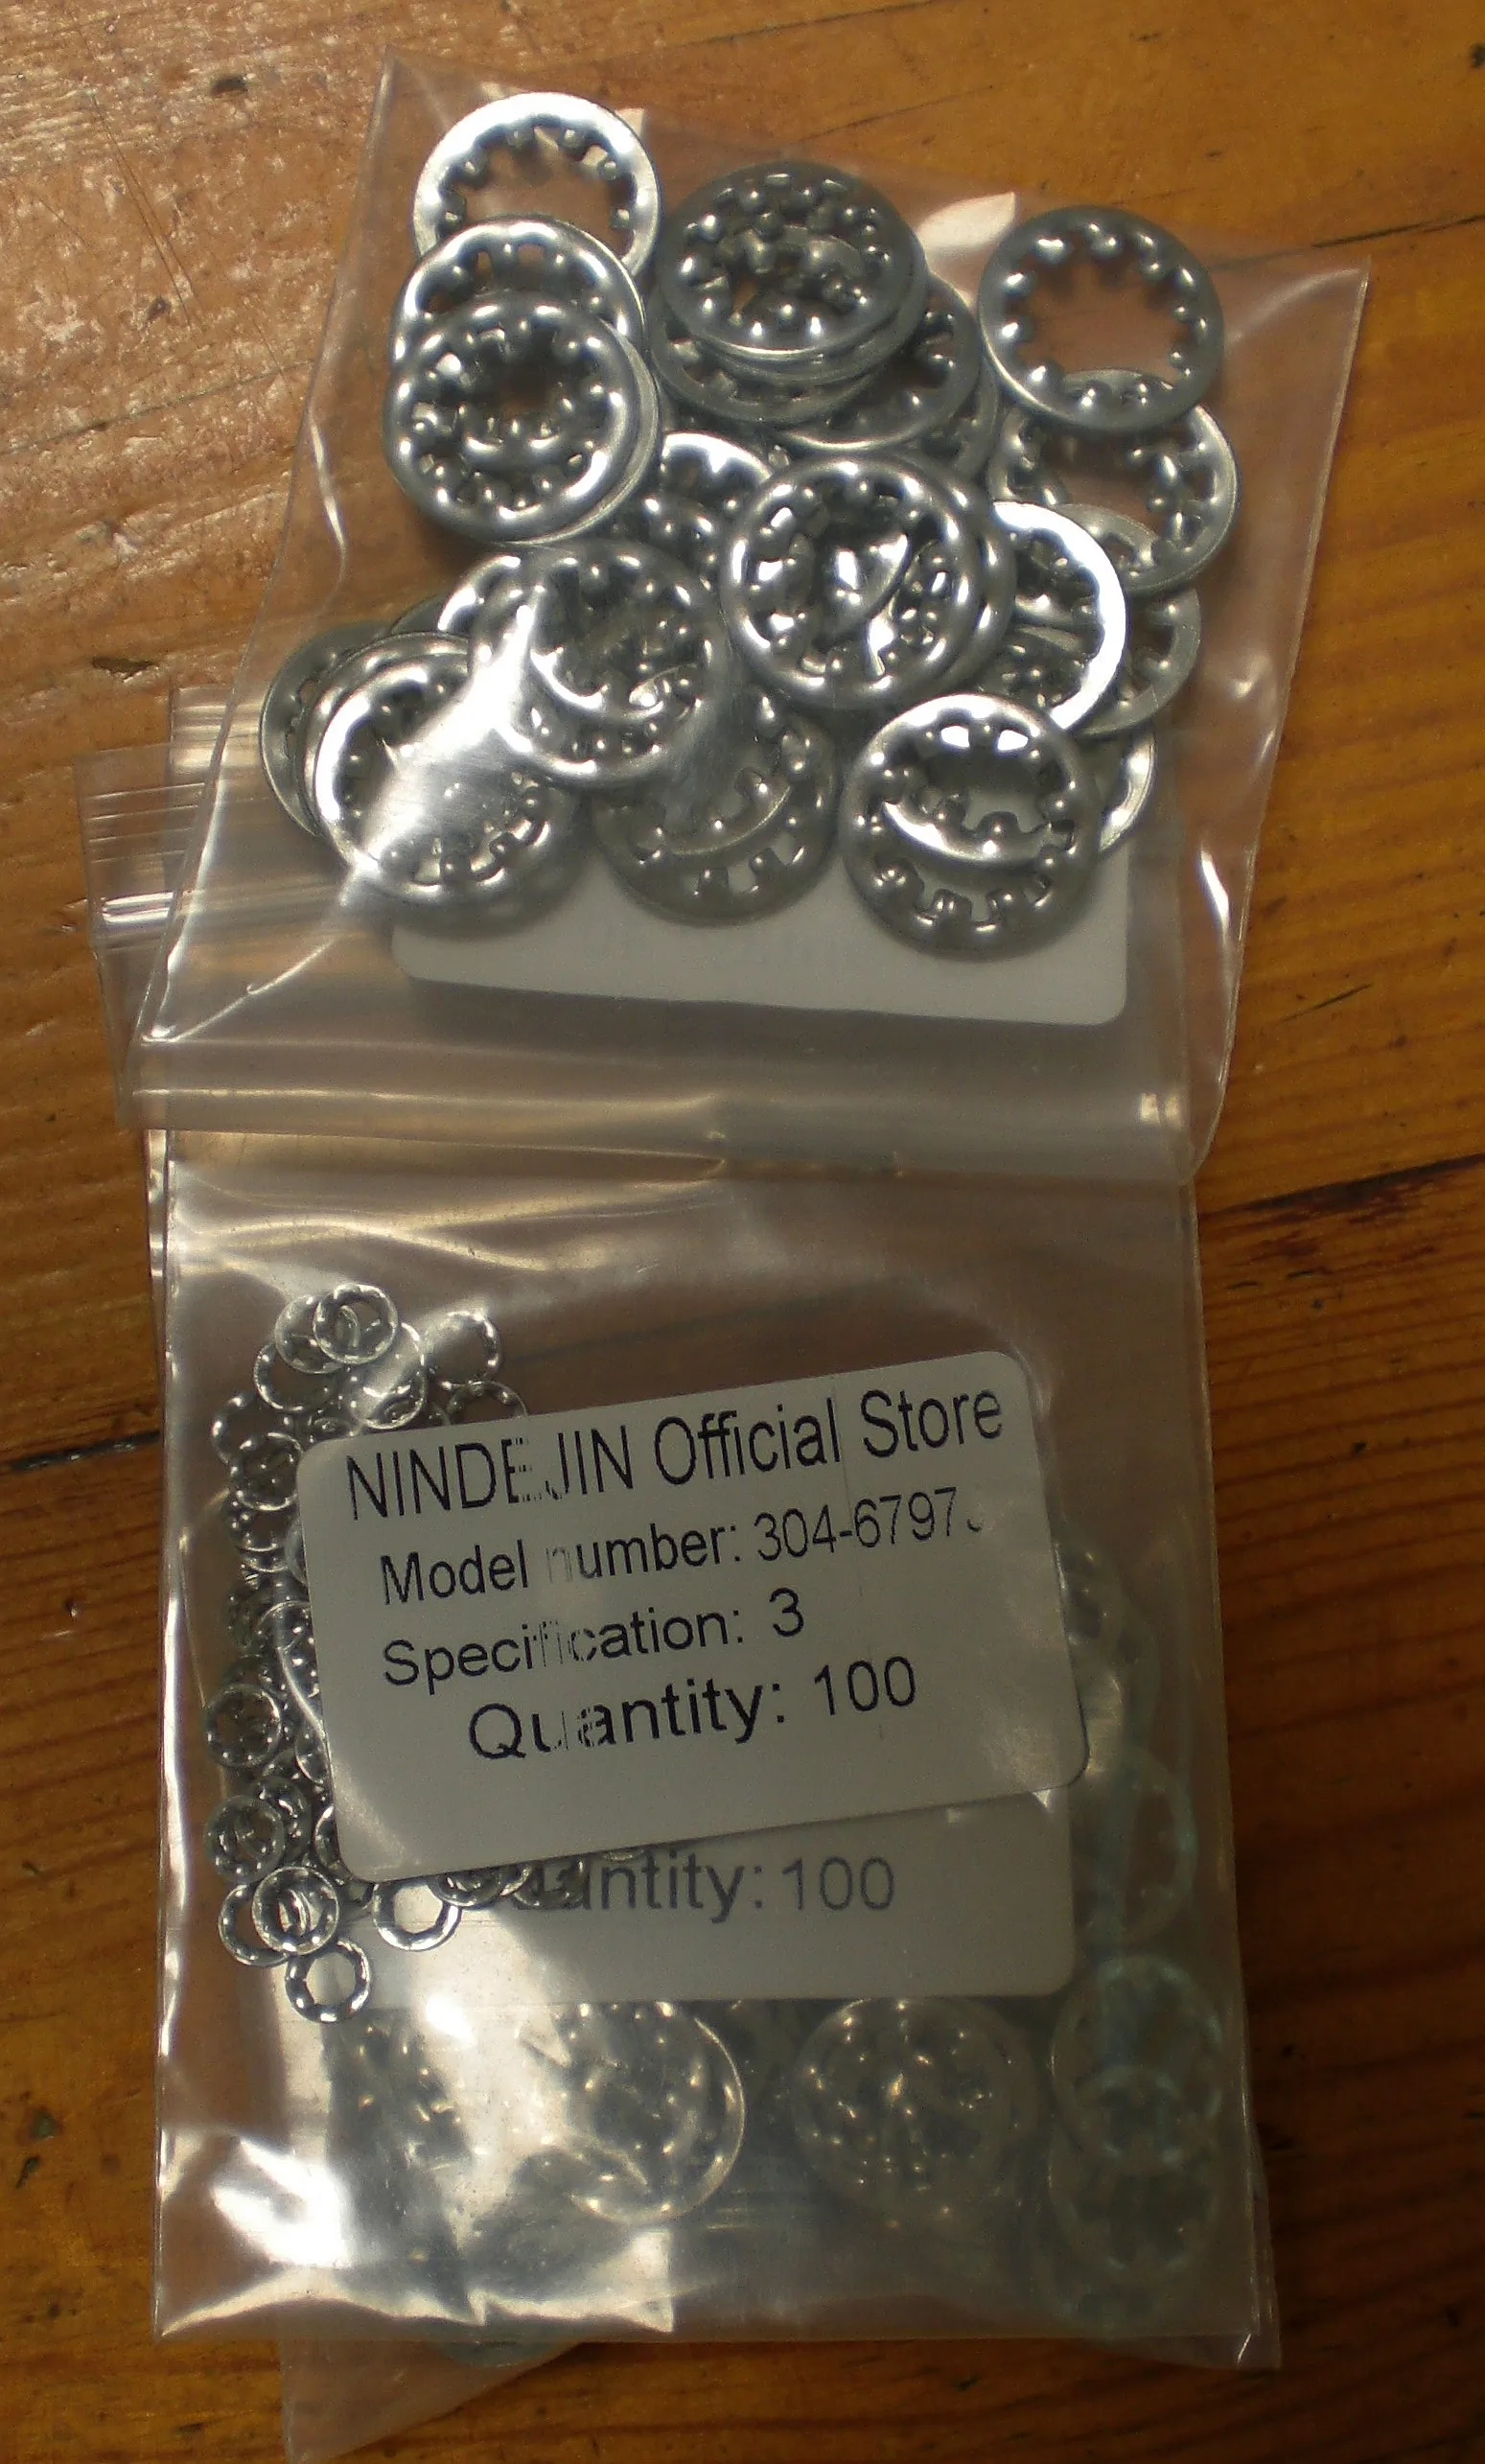 NINDEJIN Official Store
Model number: 304-6797
Specification: 3
Quantity: 100
Quantity: 100